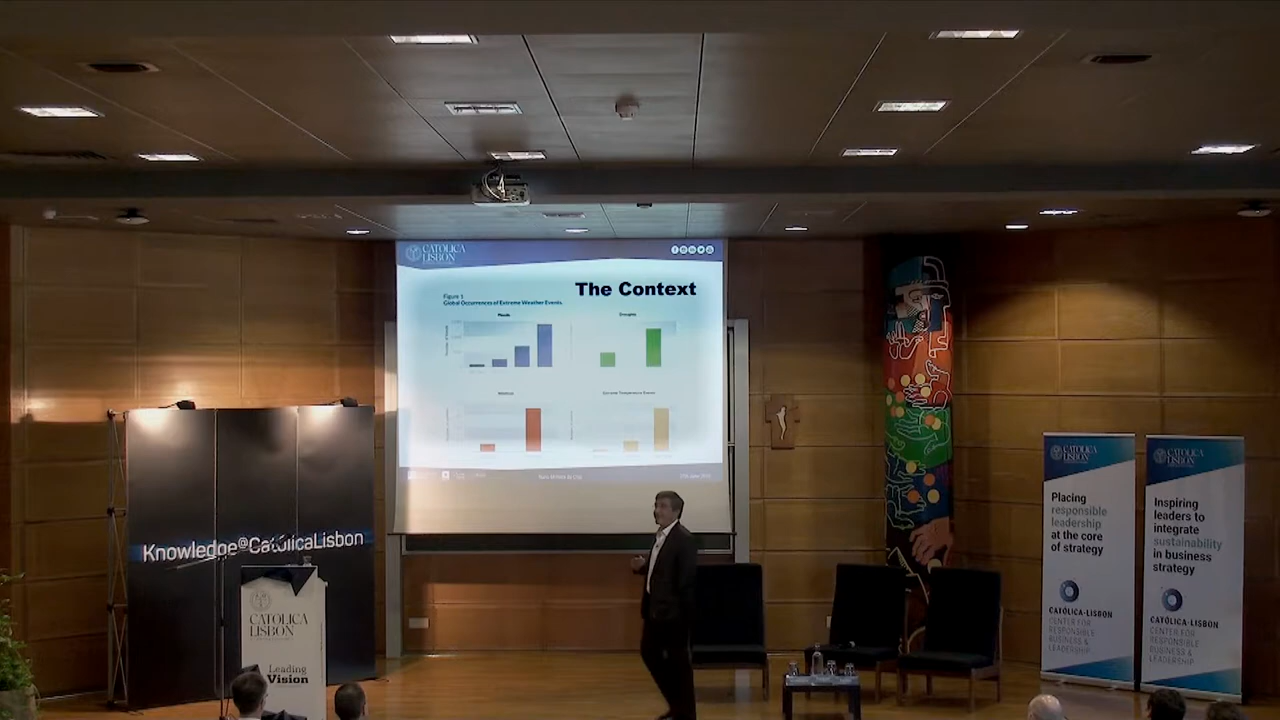 CATÓLICA
LISBON
The Context
Figure 1
Global Occurrences of Extreme Weather Events.
Floods
Droughts
Extreme Temperature Events
Knowledge@CatólicaLisbon
CATÓLICA
LISBON
Leading
Vision
CATÓLICA
LISBON
Placing
responsible
leadership
at the core
of strategy
CATÓLICA-LISBON
CENTER FOR
RESPONSIBLE
BUSINESS &
LEADERSHIP
CATÓLICA
LISBON
Inspiring
leaders to
integrate
sustainability
in business
strategy
CATÓLICA-LISBON
CENTER FOR
RESPONSIBLE
BUSINESS
& LEADERSHIP